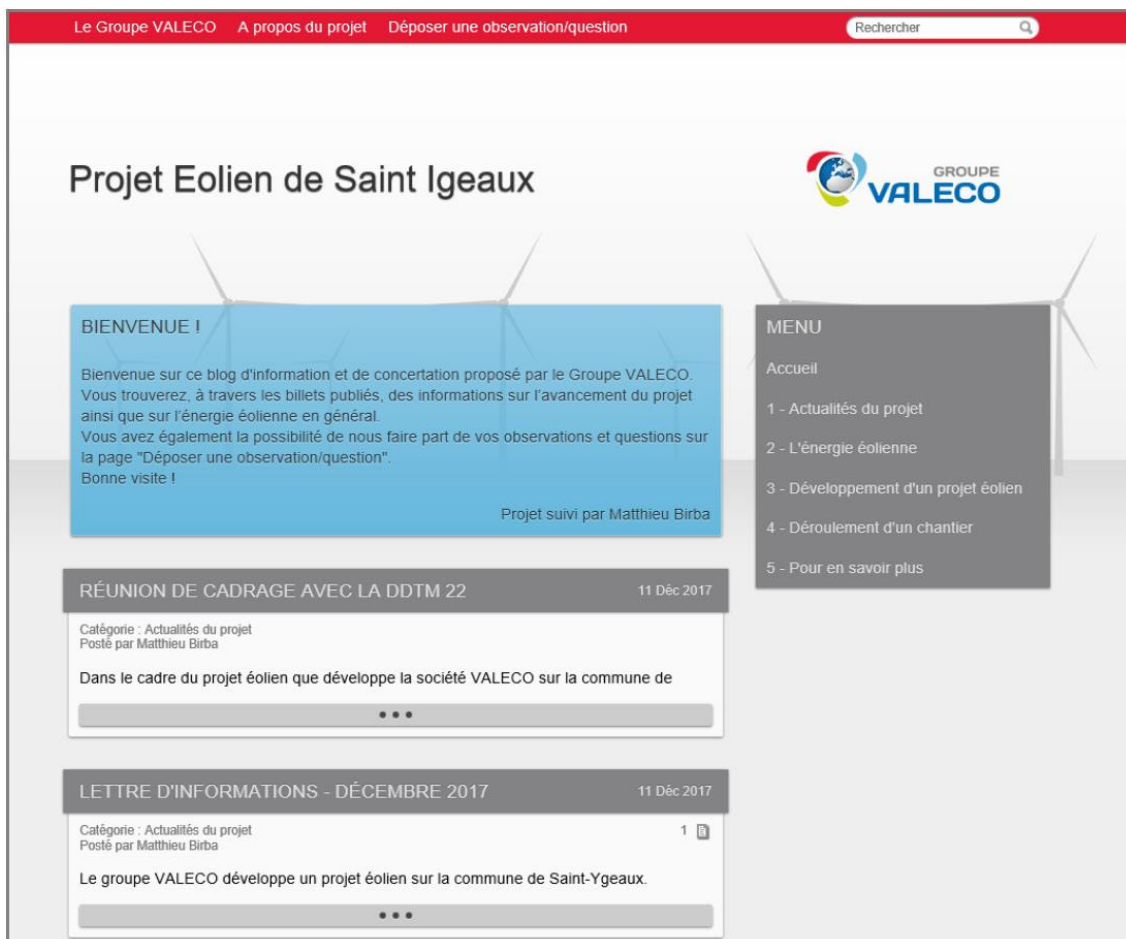 Le Groupe VALECO A propos du projet Déposer une observation/question Rechercher
Projet Eolien de Saint Igeaux
GROUPE
VALECO
BIENVENUE !
Bienvenue sur ce blog d'information et de concertation proposé par le Groupe VALECO.
Vous trouverez, à travers les billets publiés, des informations sur l'avancement du projet
ainsi que sur l'énergie éolienne en général.
Vous avez également la possibilité de nous faire part de vos observations et questions sur
la page "Déposer une observation/question".
Bonne visite !
Projet suivi par Matthieu Birba
MENU
Accueil
1 - Actualités du projet
2 - L'énergie éolienne
3 - Développement d'un projet éolien
4 - Déroulement d'un chantier
5 - Pour en savoir plus
RÉUNION DE CADRAGE AVEC LA DDTM 22 11 Déc 2017
Catégorie : Actualités du projet
Posté par Matthieu Birba
Dans le cadre du projet éolien que développe la société VALECO sur la commune de
LETTRE D'INFORMATIONS - DÉCEMBRE 2017 11 Déc 2017
Catégorie : Actualités du projet 1
Posté par Matthieu Birba
Le groupe VALECO développe un projet éolien sur la commune de Saint-Ygeaux.